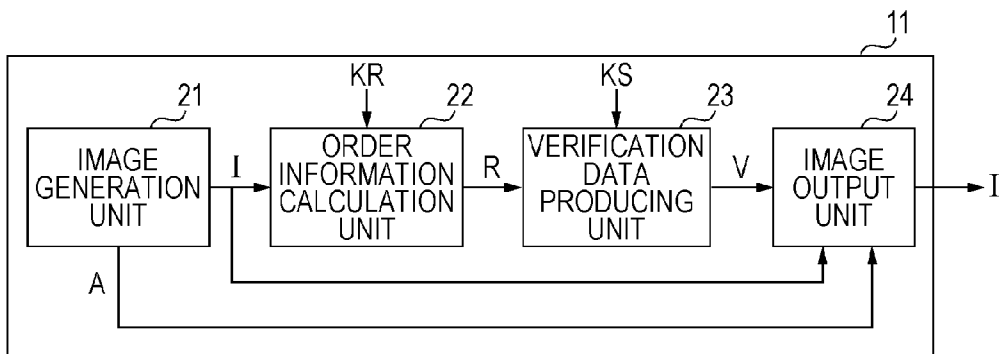 11
KR
KS
21
22
23
24
IMAGE
GENERATION
UNIT
I
ORDER
INFORMATION
CALCULATION
UNIT
R
VERIFICATION
DATA
PRODUCING
UNIT
V
IMAGE
OUTPUT
UNIT
I
A